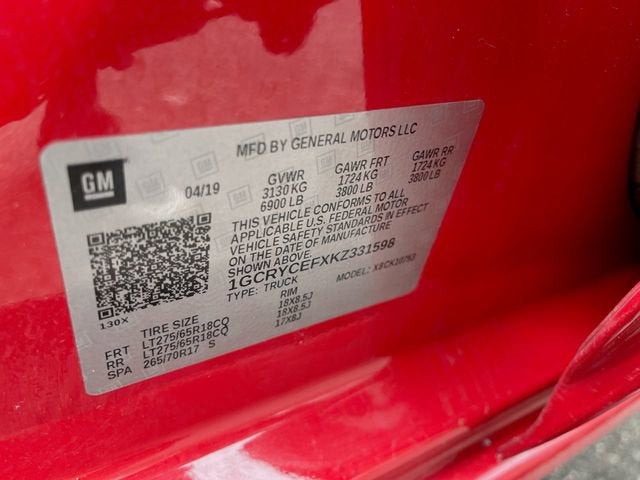 MFD BY GENERAL MOTORS LLC
GM
04/19
GVWR
3130 KG
6900 LB
GAWR FRT
1724 KG
3800 LB
GAWR RR
1724 KG
3800 LB
THIS VEHICLE CONFORMS TO ALL
APPLICABLE U.S. FEDERAL MOTOR
VEHICLE SAFETY STANDARDS IN EFFECT
ON THE DATE OF MANUFACTURE
SHOWN ABOVE.
1GCRYCEFXKZ331598
TYPE: TRUCK
MODEL: X8CK10753
130X
TIRE SIZE RIM
FRT LT275/65R18CQ 18X8.5J
RR LT275/65R18CQ 18X8.5J
SPA 265/70R17 S 17X8J